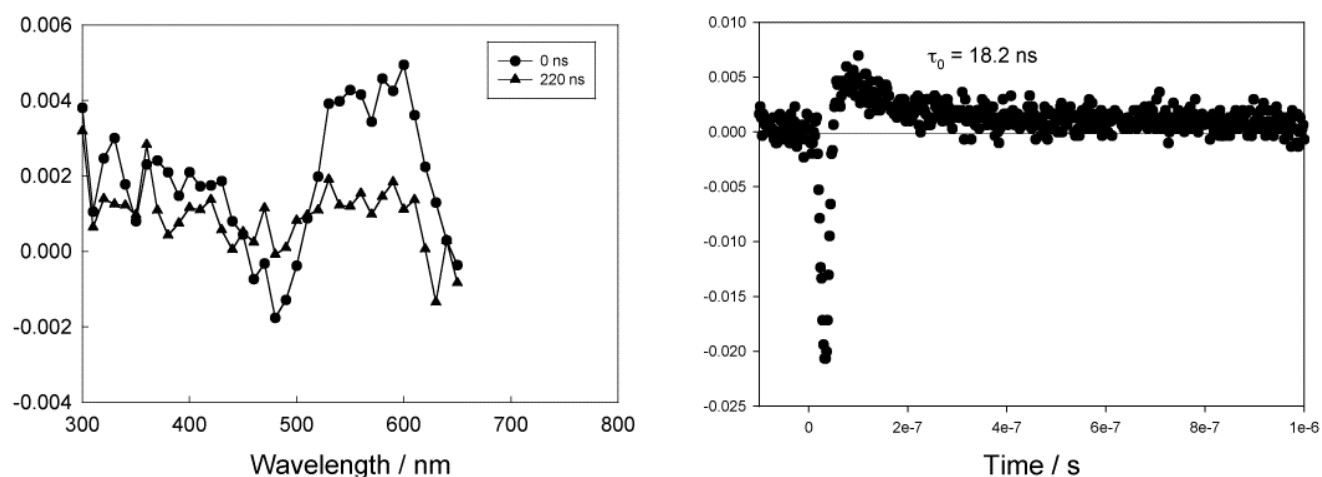 0.006
0.004
0.002
0.000
-0.002
-0.004
300
400
500
600
700
800
Wavelength / nm
0 ns
220 ns
0.010
0.005
0.000
-0.005
-0.010
-0.015
-0.020
-0.025
0
2e-7
4e-7
6e-7
8e-7
1e-6
Time / s
τ₀ = 18.2 ns